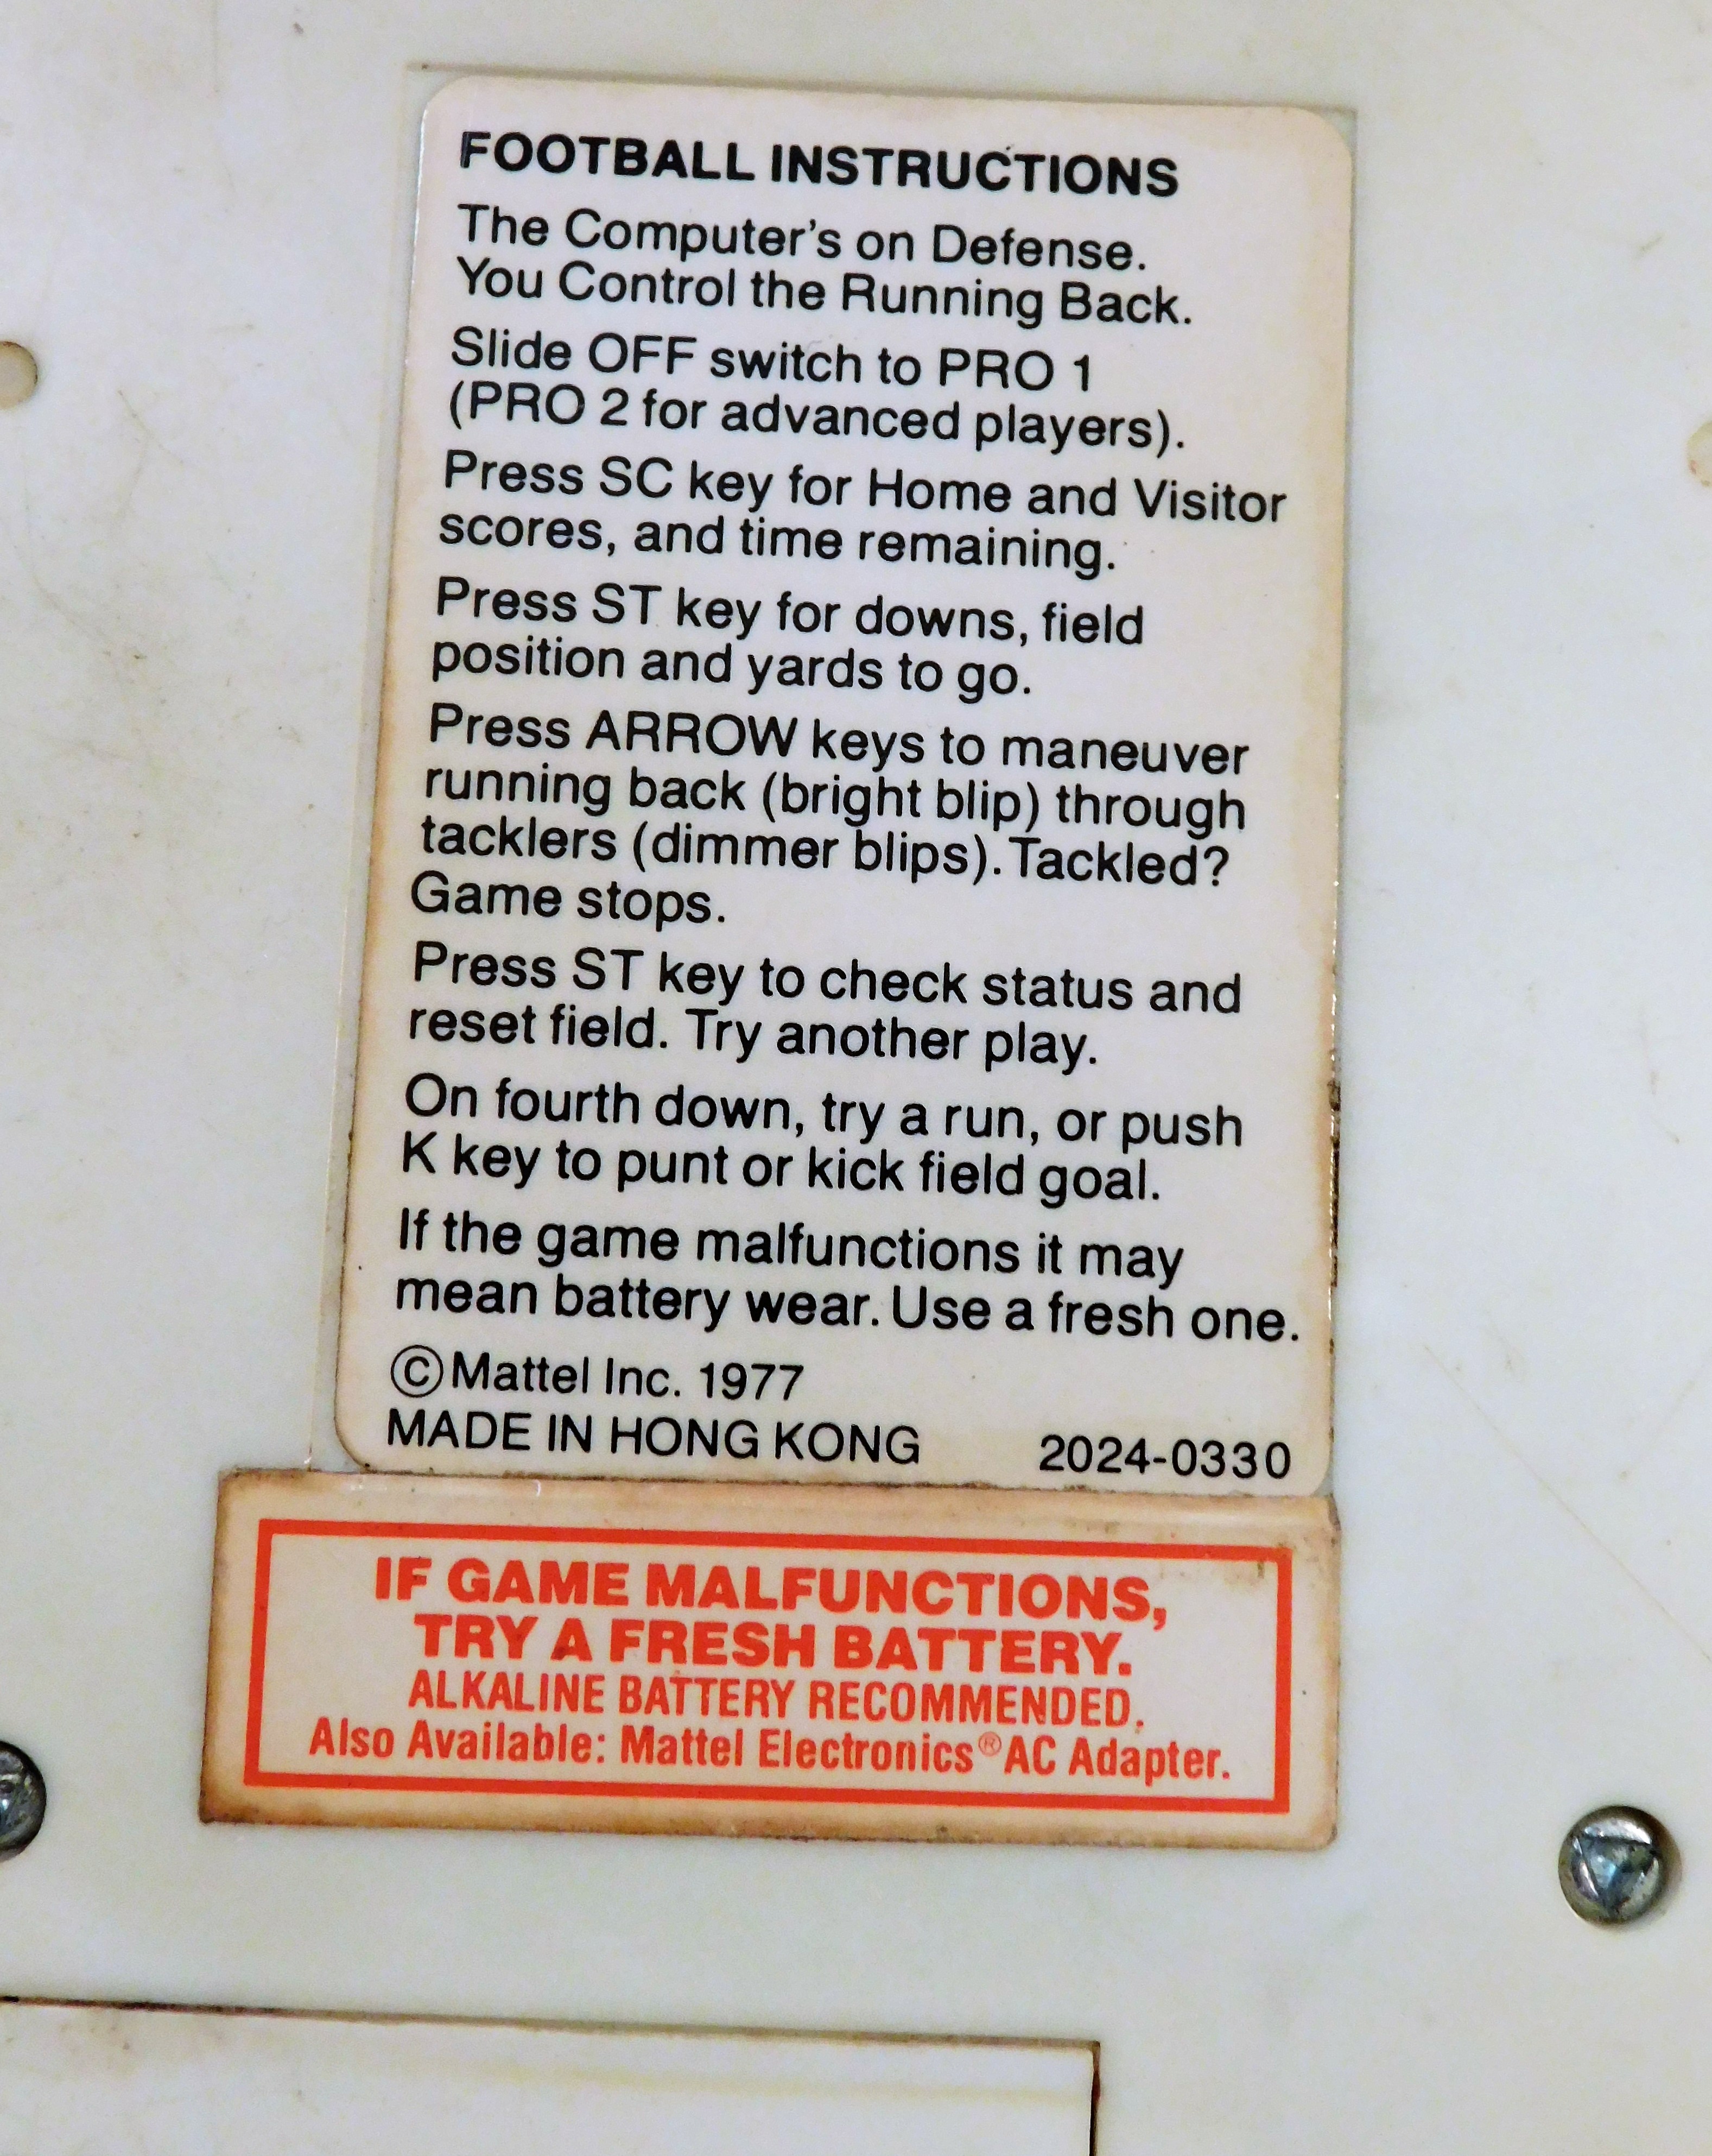 FOOTBALL INSTRUCTIONS
The Computer's on Defense.
You Control the Running Back.
Slide OFF switch to PRO 1
(PRO 2 for advanced players).
Press SC key for Home and Visitor
scores, and time remaining.
Press ST key for downs, field
position and yards to go.
Press ARROW keys to maneuver
running back (bright blip) through
tacklers (dimmer blips). Tackled?
Game stops.
Press ST key to check status and
reset field. Try another play.
On fourth down, try a run, or push
K key to punt or kick field goal.
If the game malfunctions it may
mean battery wear. Use a fresh one.
©Mattel Inc. 1977
MADE IN HONG KONG 2024-0330
IF GAME MALFUNCTIONS,
TRY A FRESH BATTERY.
ALKALINE BATTERY RECOMMENDED.
Also Available: Mattel Electronics® AC Adapter.